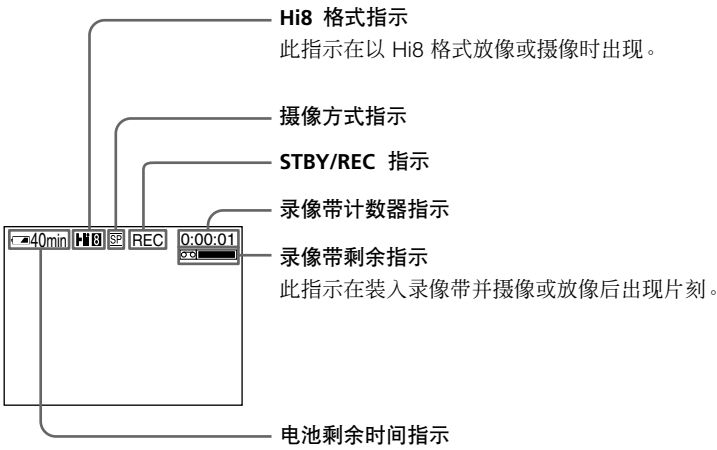 Hi8 格式指示
此指示在以 Hi8 格式放像或摄像时出现。
摄像方式指示
STBY/REC 指示
录像带计数器指示
40min Hi8 SP REC 0:00:01
录像带剩余指示
此指示在装入录像带并摄像或放像后出现片刻。
电池剩余时间指示